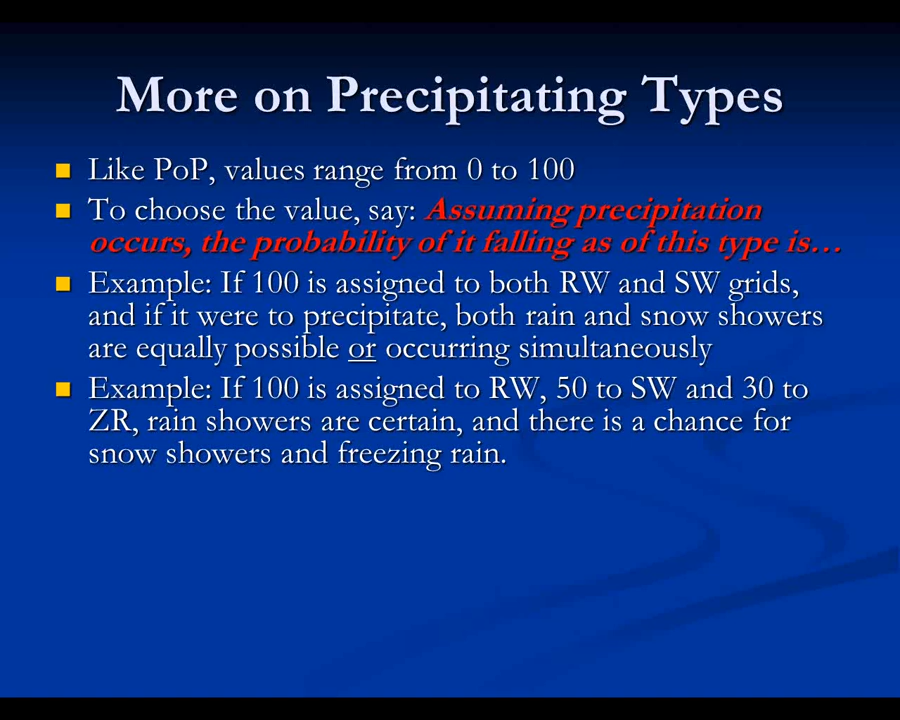 More on Precipitating Types
Like PoP, values range from 0 to 100
To choose the value, say: Assuming precipitation
occurs, the probability of it falling as of this type is…
Example: If 100 is assigned to both RW and SW grids,
and if it were to precipitate, both rain and snow showers
are equally possible or occurring simultaneously
Example: If 100 is assigned to RW, 50 to SW and 30 to
ZR, rain showers are certain, and there is a chance for
snow showers and freezing rain.